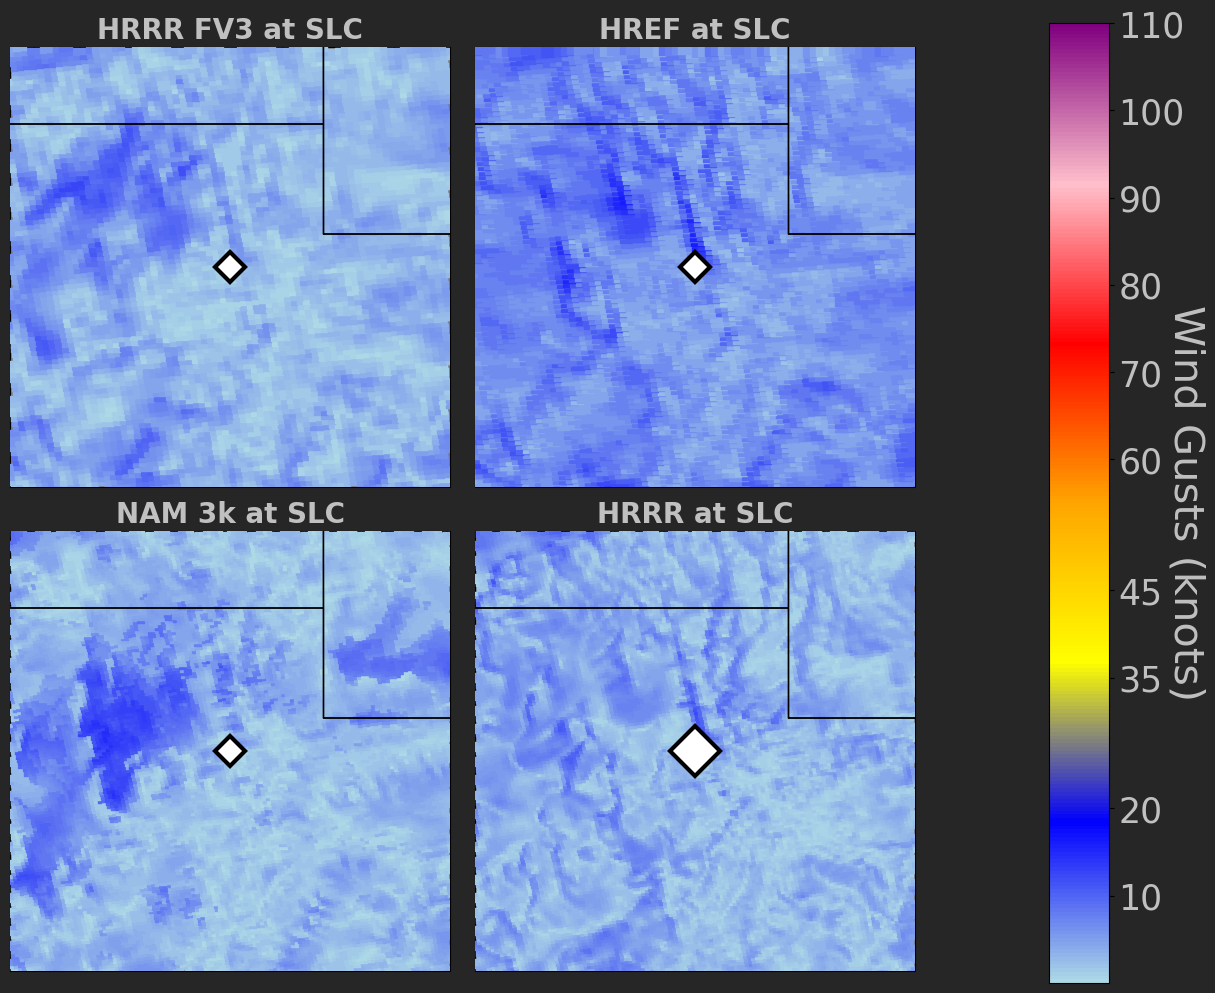 HRRR FV3 at SLC
HREF at SLC
NAM 3k at SLC
HRRR at SLC
110
100
90
80
70
60
45
35
20
10
Wind Gusts (knots)